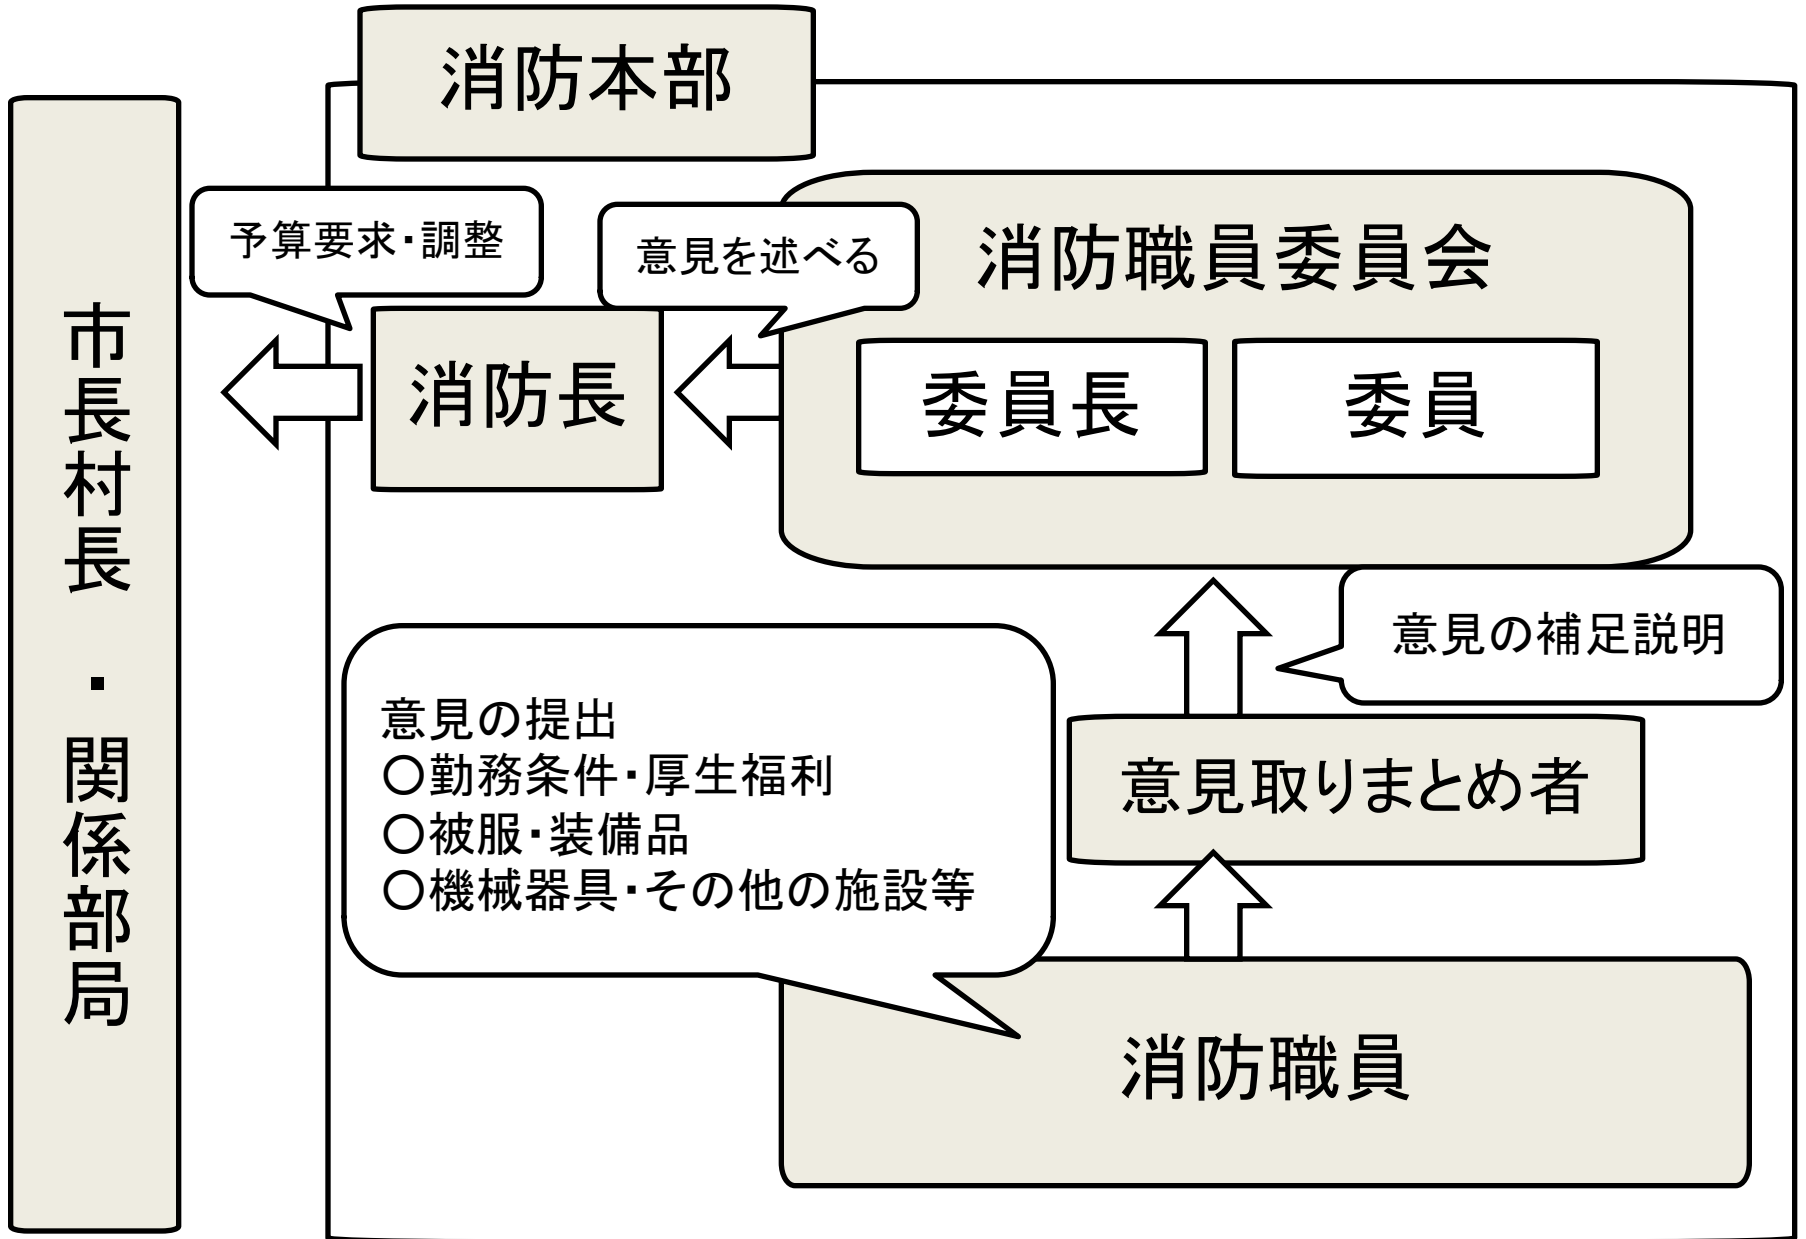 消防本部
予算要求・調整
意見を述べる
消防職員委員会
市長村長・関係部局
消防長
委員長
委員
意見の補足説明
意見の提出
○勤務条件・厚生福利
○被服・装備品
○機械器具・その他の施設等
意見取りまとめ者
消防職員